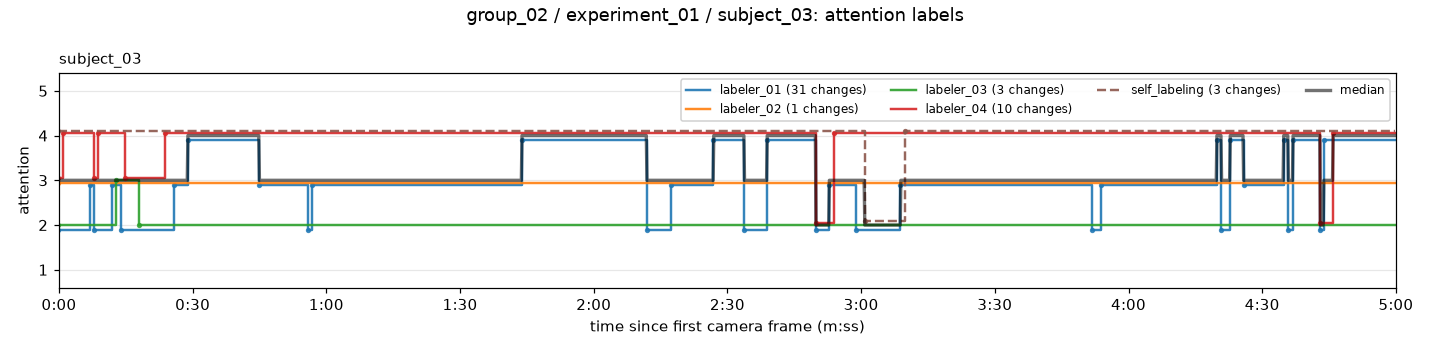 group_02 / experiment_01 / subject_03: attention labels
subject_03
labeler_01 (31 changes)
labeler_02 (1 changes)
labeler_03 (3 changes)
labeler_04 (10 changes)
self_labeling (3 changes)
median
attention
5
4
3
2
1
0:00 0:30 1:00 1:30 2:00 2:30 3:00 3:30 4:00 4:30 5:00
time since first camera frame (m:ss)